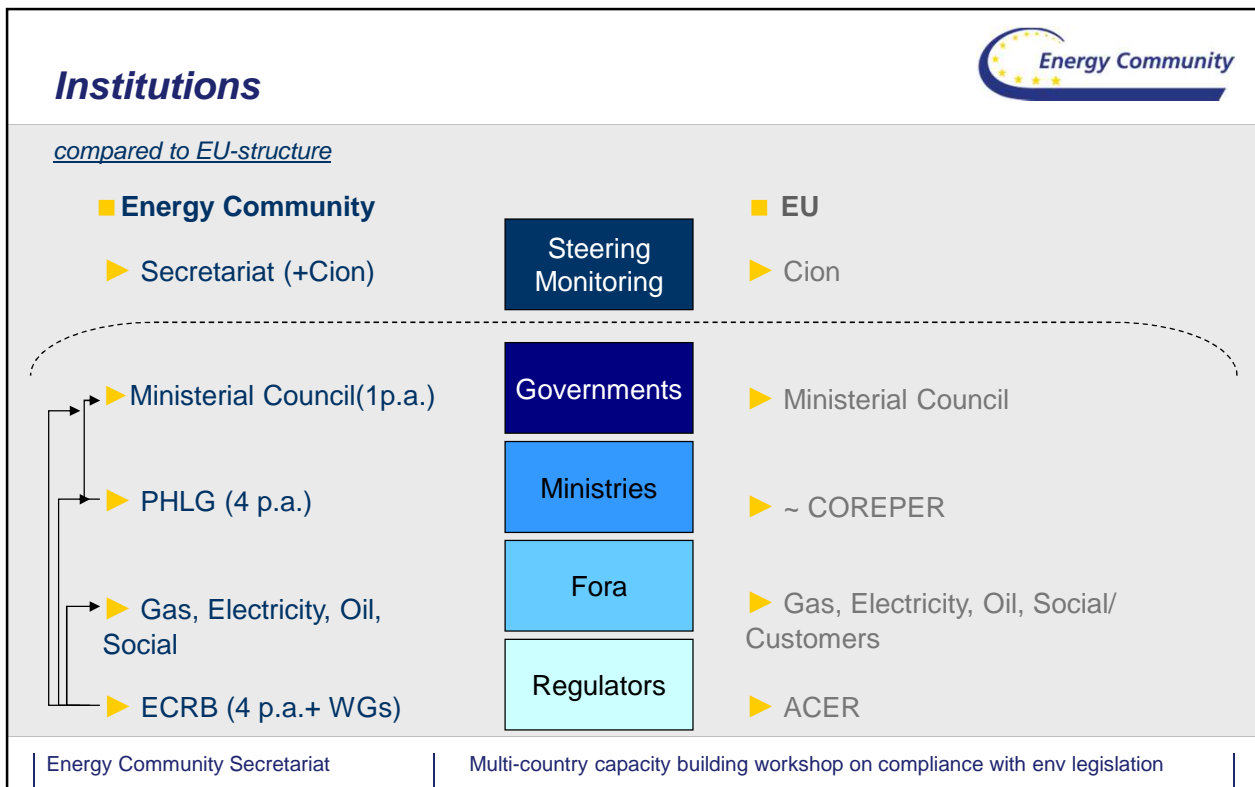 Institutions
Energy Community
compared to EU-structure
Energy Community
EU
Secretariat (+Cion)
Steering
Monitoring
Cion
Ministerial Council(1p.a.)
Governments
Ministerial Council
PHLG (4 p.a.)
Ministries
~ COREPER
Gas, Electricity, Oil,
Social
Fora
Gas, Electricity, Oil, Social/
Customers
ECRB (4 p.a.+ WGs)
Regulators
ACER
Energy Community Secretariat
Multi-country capacity building workshop on compliance with env legislation